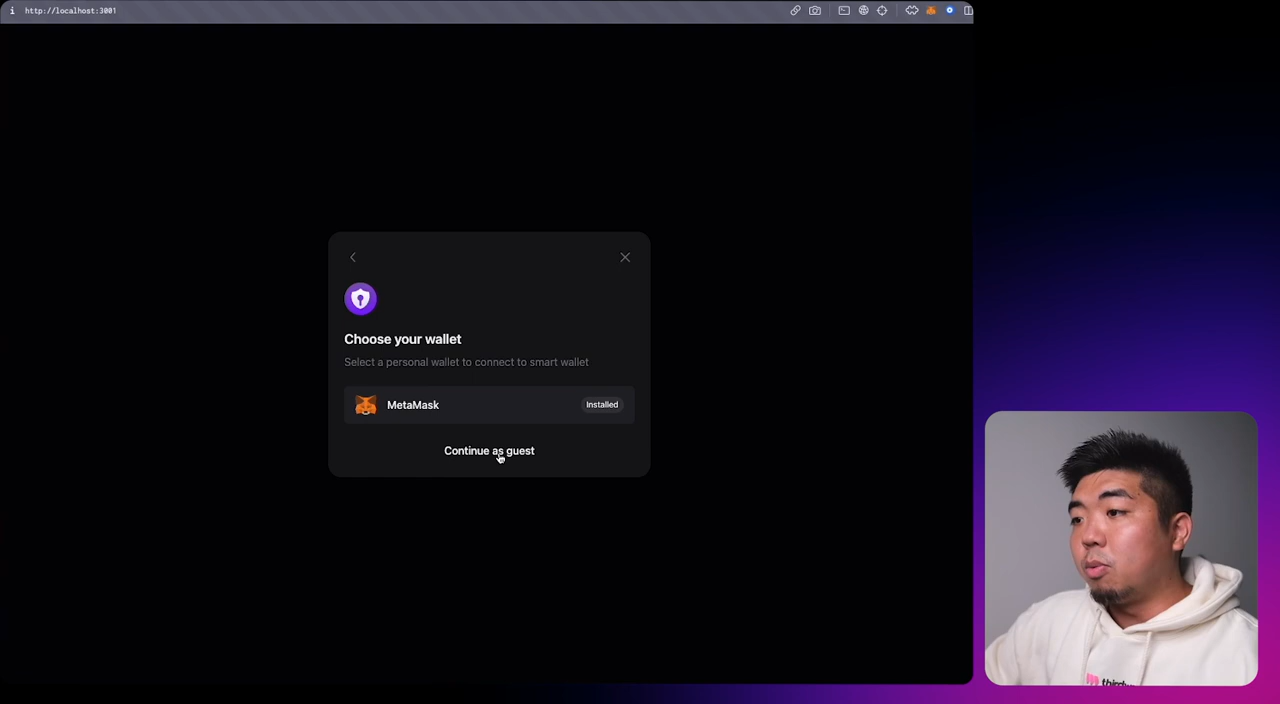 http://localhost:3001
Choose your wallet
Select a personal wallet to connect to smart wallet
MetaMask
Installed
Continue as guest